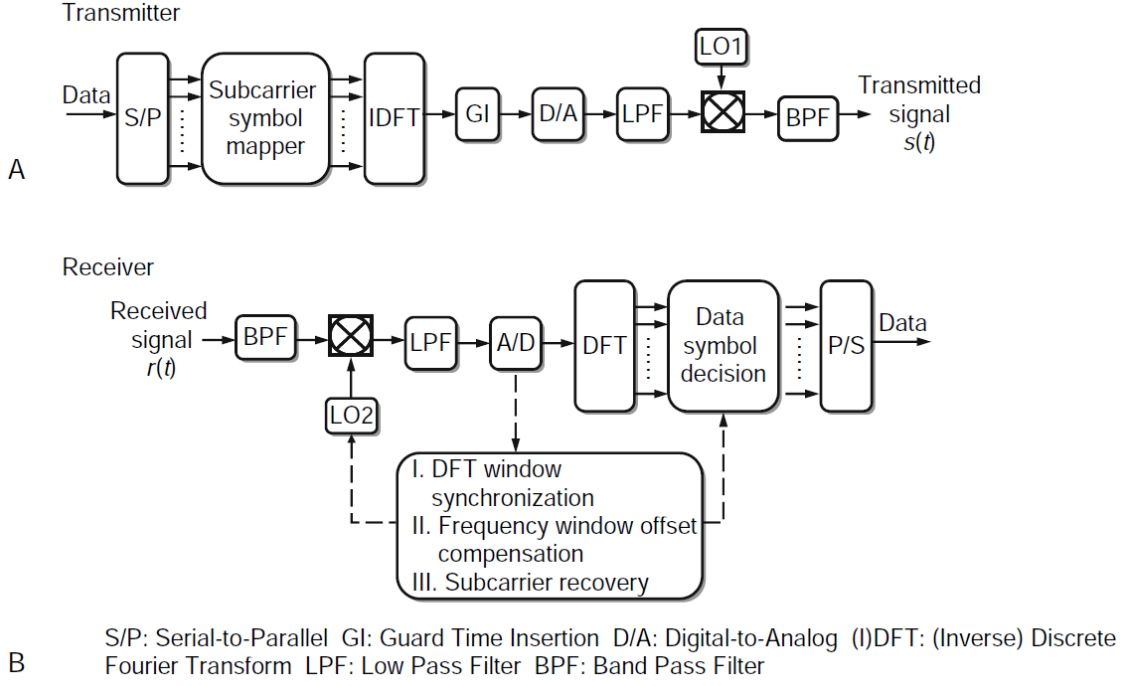 Transmitter
Data
S/P
Subcarrier
symbol
mapper
IDFT
GI
D/A
LPF
LO1
BPF
Transmitted
signal
s(t)
A
Receiver
Received
signal
r(t)
BPF
LO2
LPF
A/D
DFT
Data
symbol
decision
P/S
Data
I. DFT window
synchronization
II. Frequency window offset
compensation
III. Subcarrier recovery
B
S/P: Serial-to-Parallel GI: Guard Time Insertion D/A: Digital-to-Analog (I)DFT: (Inverse) Discrete
Fourier Transform LPF: Low Pass Filter BPF: Band Pass Filter